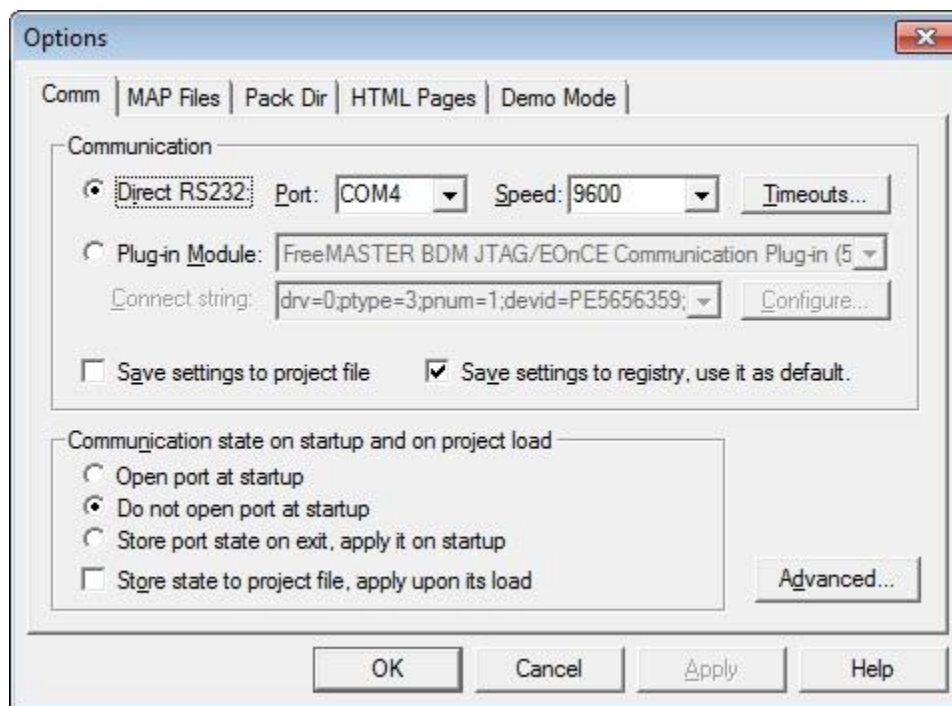 Options
Comm MAP Files Pack Dir HTML Pages Demo Mode
Communication
Direct RS232: Port: COM4 Speed: 9600 Timeouts...
Plug-in Module: FreeMASTER BDM JTAG/EOnCE Communication Plug-in (5
Connect string: drv=0;ptype=3;pnum=1;devid=PE5656359; Configure...
Save settings to project file Save settings to registry, use it as default.
Communication state on startup and on project load
Open port at startup
Do not open port at startup
Store port state on exit, apply it on startup
Store state to project file, apply upon its load
Advanced...
OK Cancel Apply Help